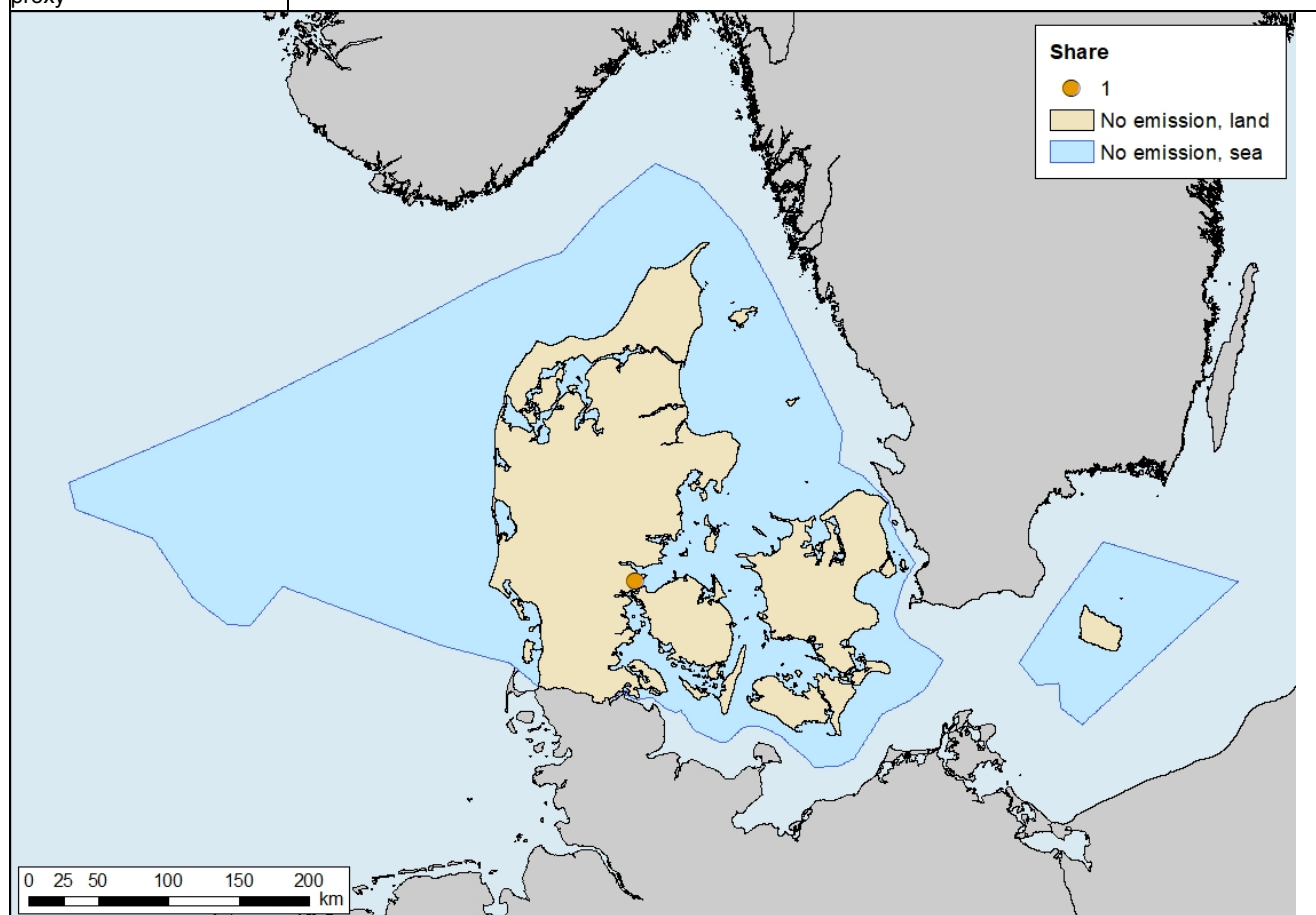 proxy
Share
1
No emission, land
No emission, sea
0 25 50 100 150 200
km